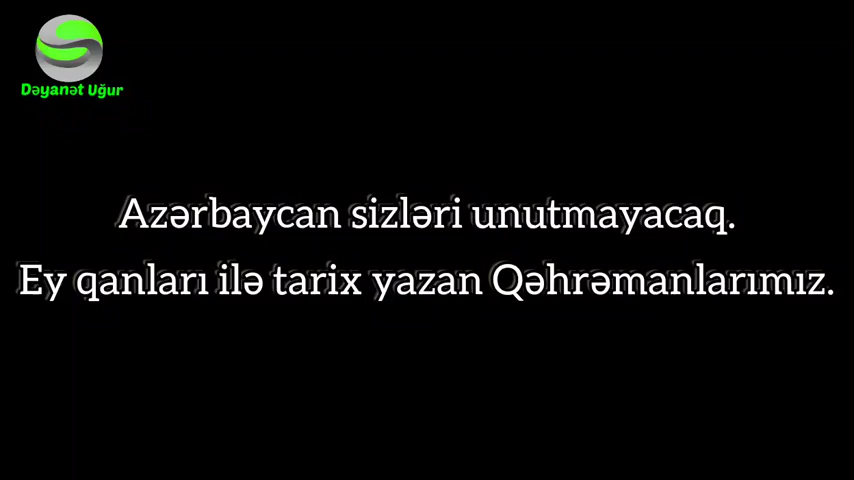 Dəyanət Uğur
Azərbaycan sizləri unutmayacaq.
Ey qanları ilə tarix yazan Qəhrəmanlarımız.